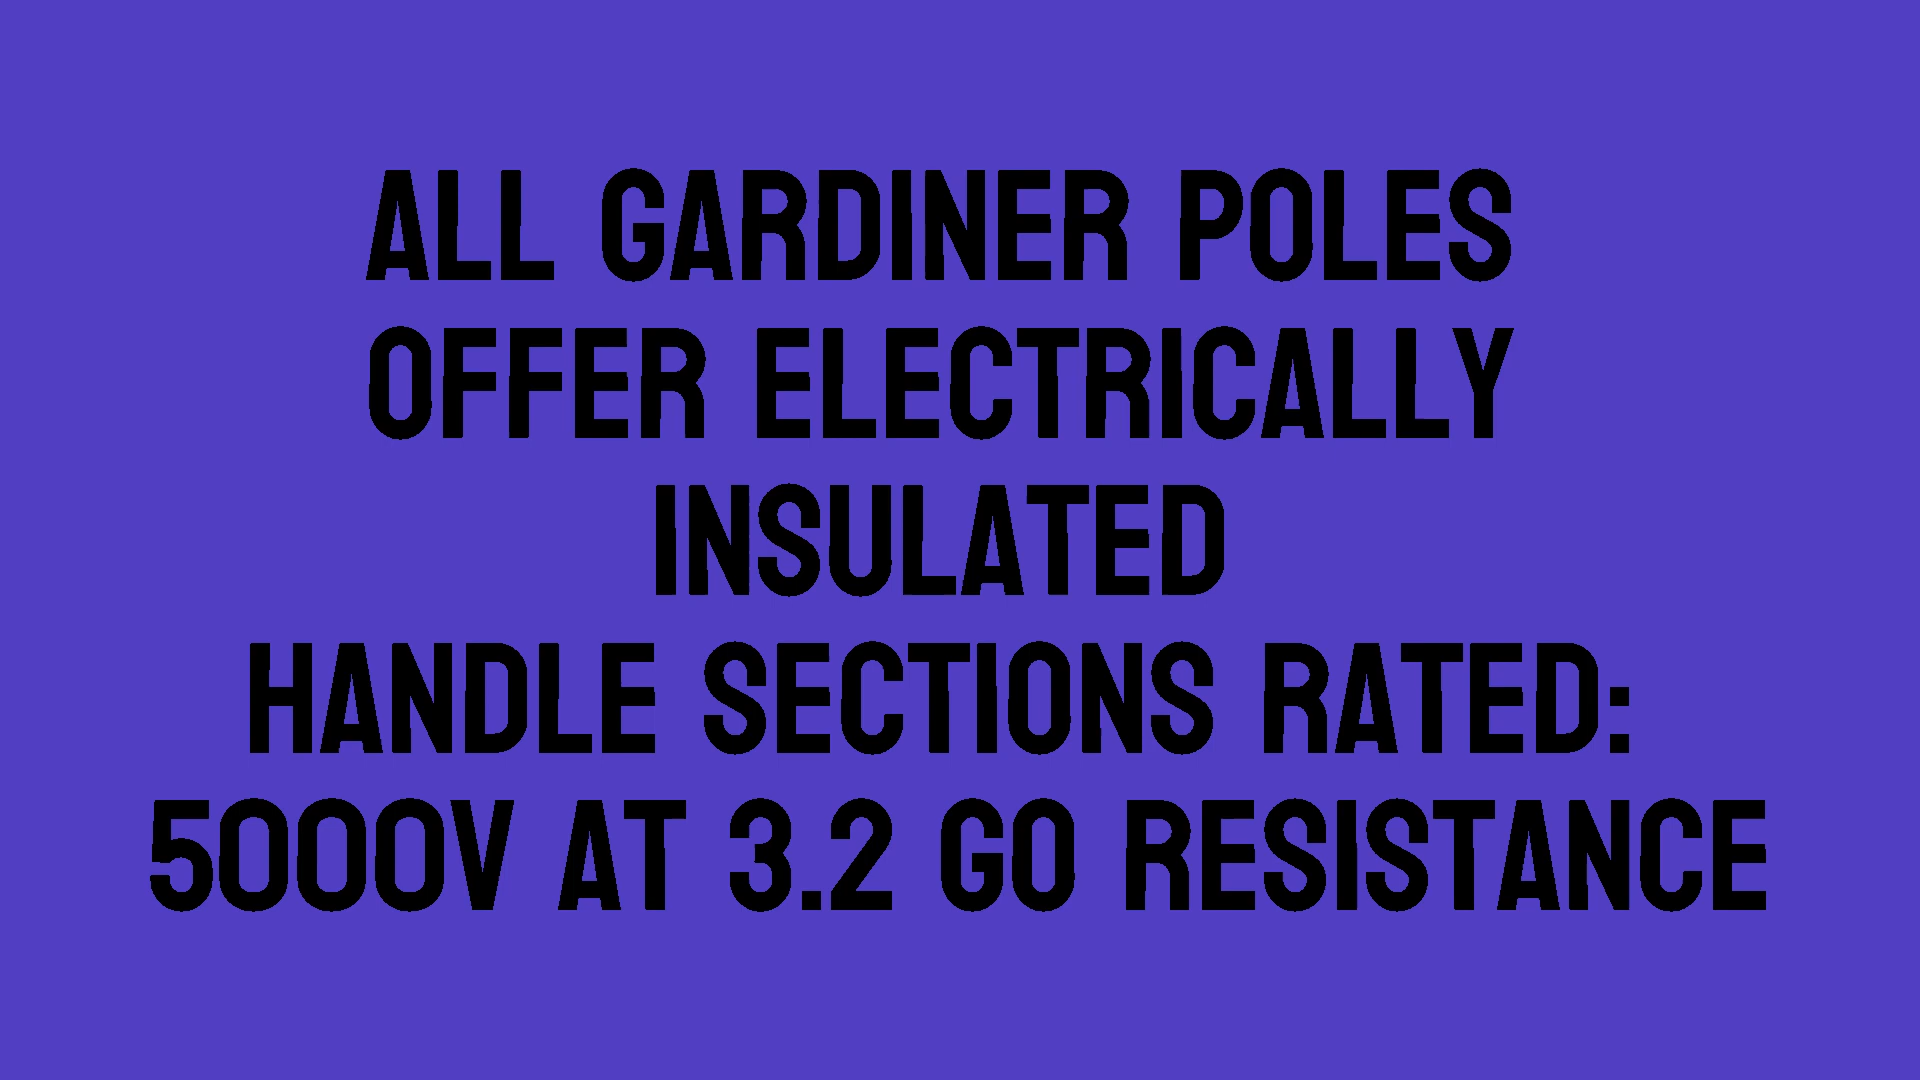 ALL GARDINER POLES
OFFER ELECTRICALLY
INSULATED
HANDLE SECTIONS RATED:
5000V AT 3.2 GO RESISTANCE